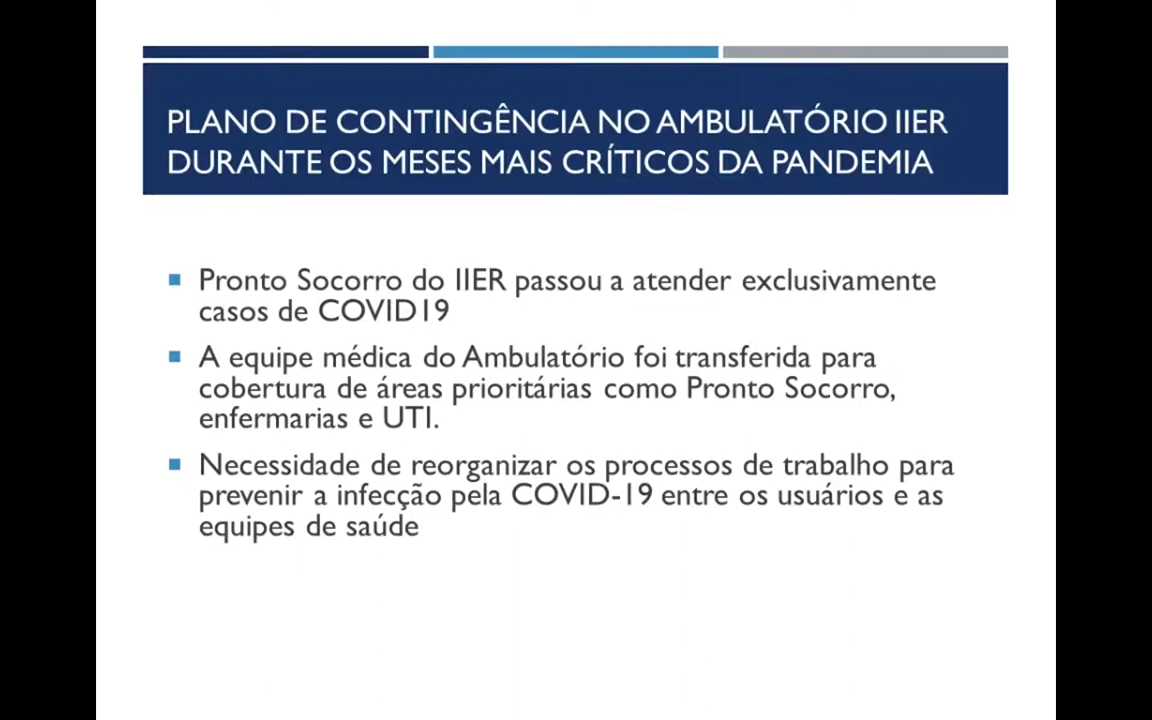 PLANO DE CONTINGÊNCIA NO AMBULATÓRIO IIER
DURANTE OS MESES MAIS CRÍTICOS DA PANDEMIA
Pronto Socorro do IIER passou a atender exclusivamente
casos de COVID19
A equipe médica do Ambulatório foi transferida para
cobertura de áreas prioritárias como Pronto Socorro,
enfermarias e UTI.
Necessidade de reorganizar os processos de trabalho para
prevenir a infecção pela COVID-19 entre os usuários e as
equipes de saúde